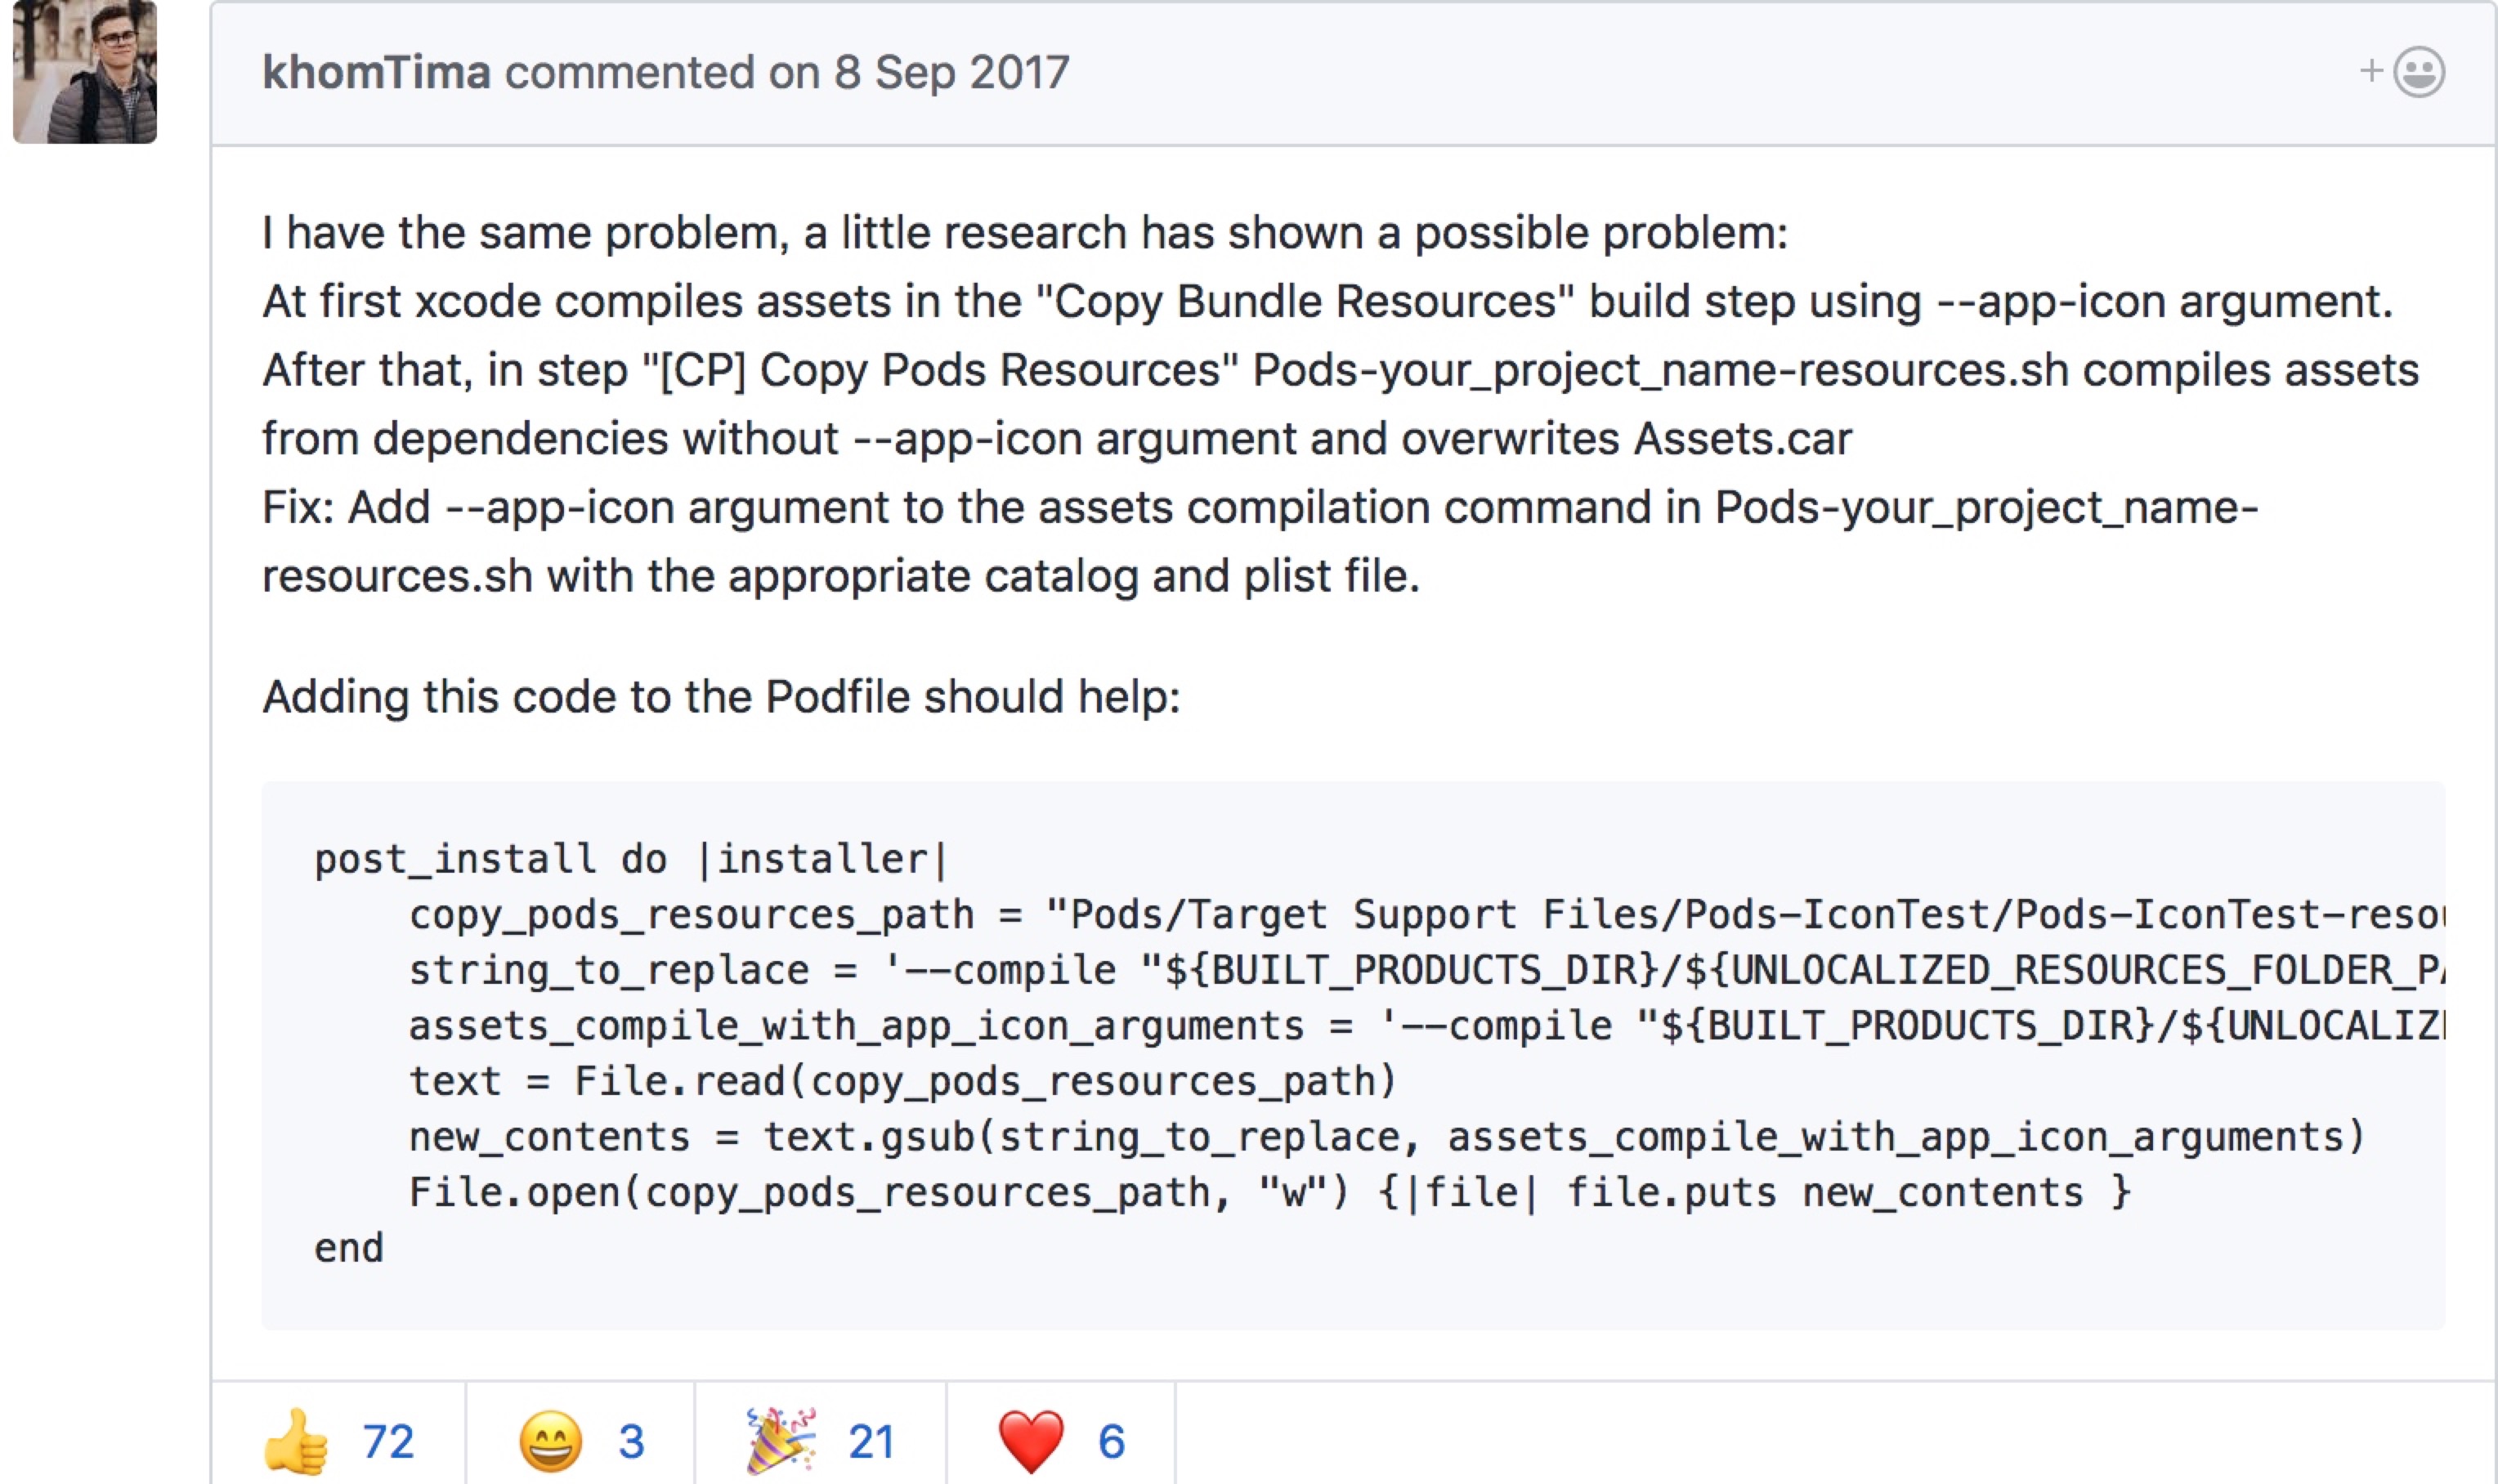 khomTima commented on 8 Sep 2017
I have the same problem, a little research has shown a possible problem:
At first xcode compiles assets in the "Copy Bundle Resources" build step using --app-icon argument.
After that, in step "[CP] Copy Pods Resources" Pods-your_project_name-resources.sh compiles assets
from dependencies without --app-icon argument and overwrites Assets.car
Fix: Add --app-icon argument to the assets compilation command in Pods-your_project_name-
resources.sh with the appropriate catalog and plist file.
Adding this code to the Podfile should help:
post_install do |installer|
    copy_pods_resources_path = "Pods/Target Support Files/Pods-IconTest/Pods-IconTest-resou
    string_to_replace = '--compile "${BUILT_PRODUCTS_DIR}/${UNLOCALIZED_RESOURCES_FOLDER_PA
    assets_compile_with_app_icon_arguments = '--compile "${BUILT_PRODUCTS_DIR}/${UNLOCALIZE
    text = File.read(copy_pods_resources_path)
    new_contents = text.gsub(string_to_replace, assets_compile_with_app_icon_arguments)
    File.open(copy_pods_resources_path, "w") {|file| file.puts new_contents }
end
72 3 21 6